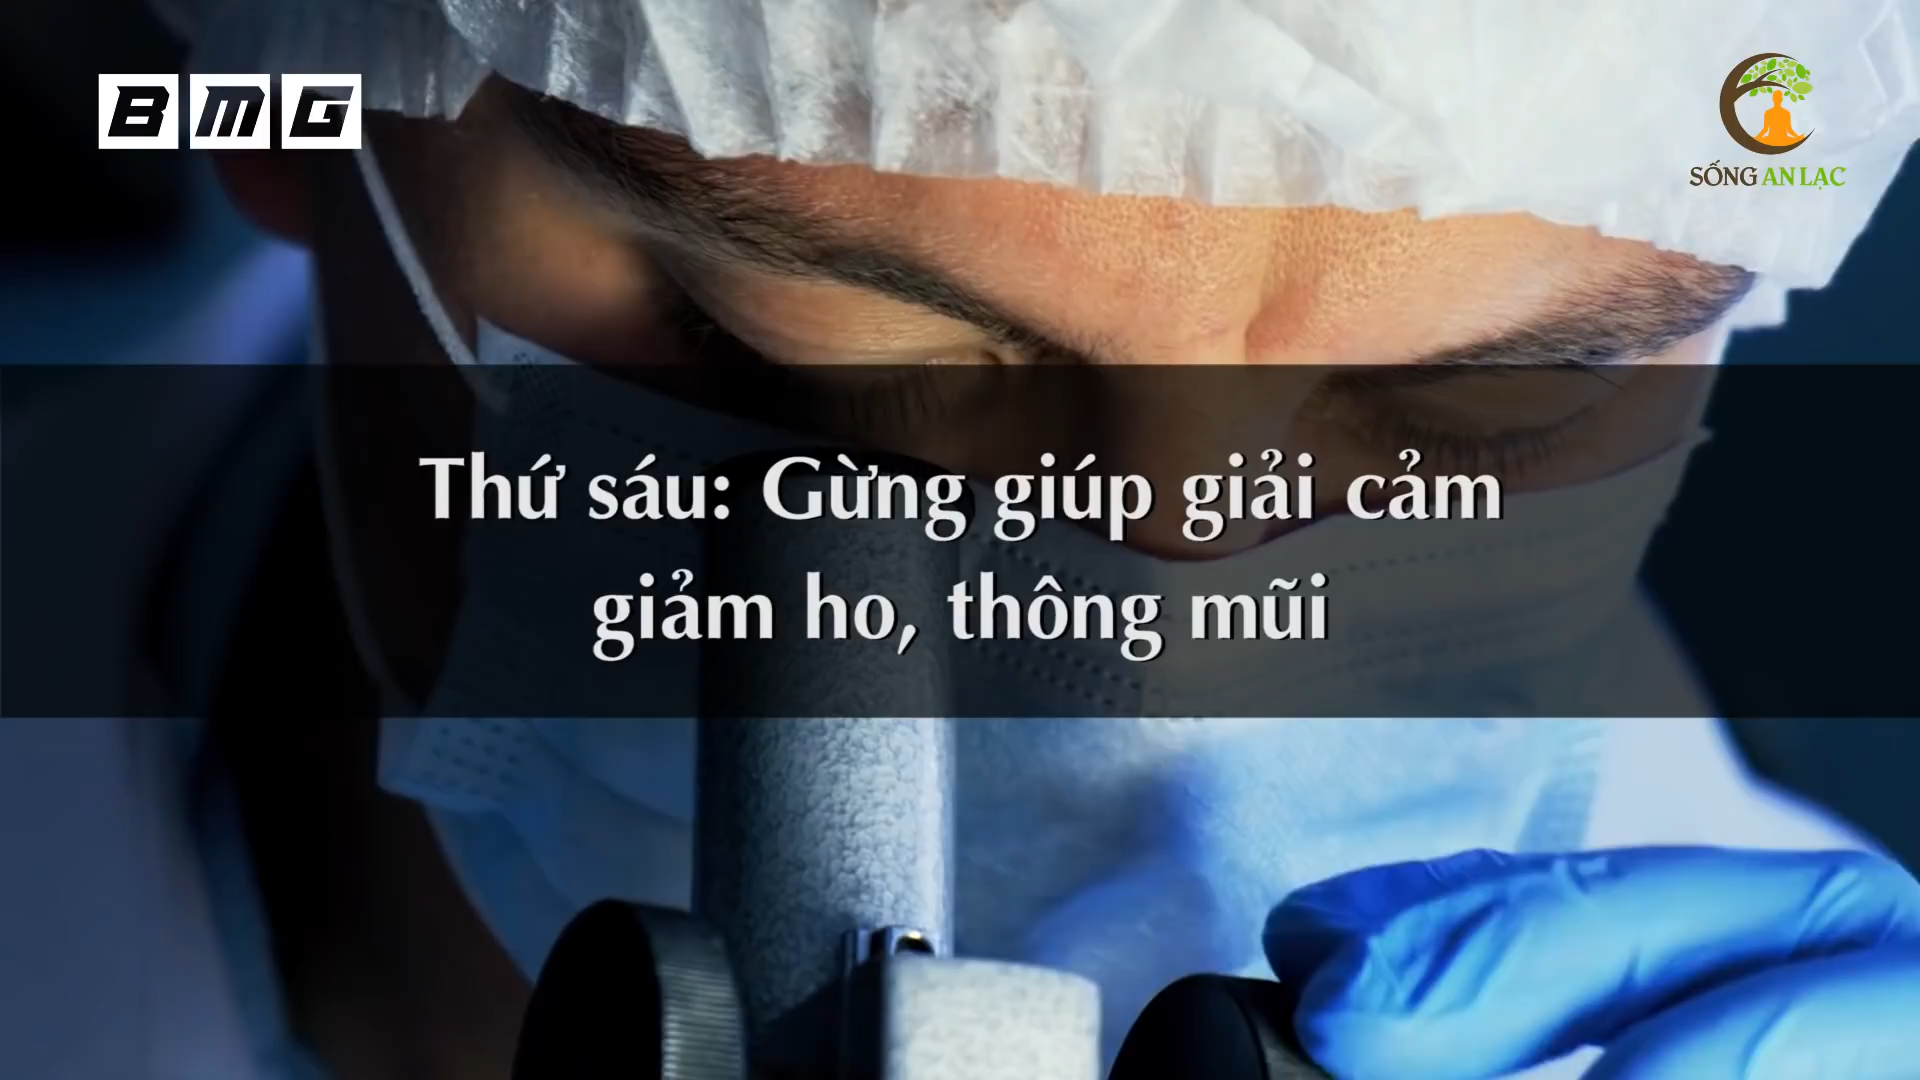 BMG
SỐNG AN LẠC
Thứ sáu: Gừng giúp giải cảm
giảm ho, thông mũi